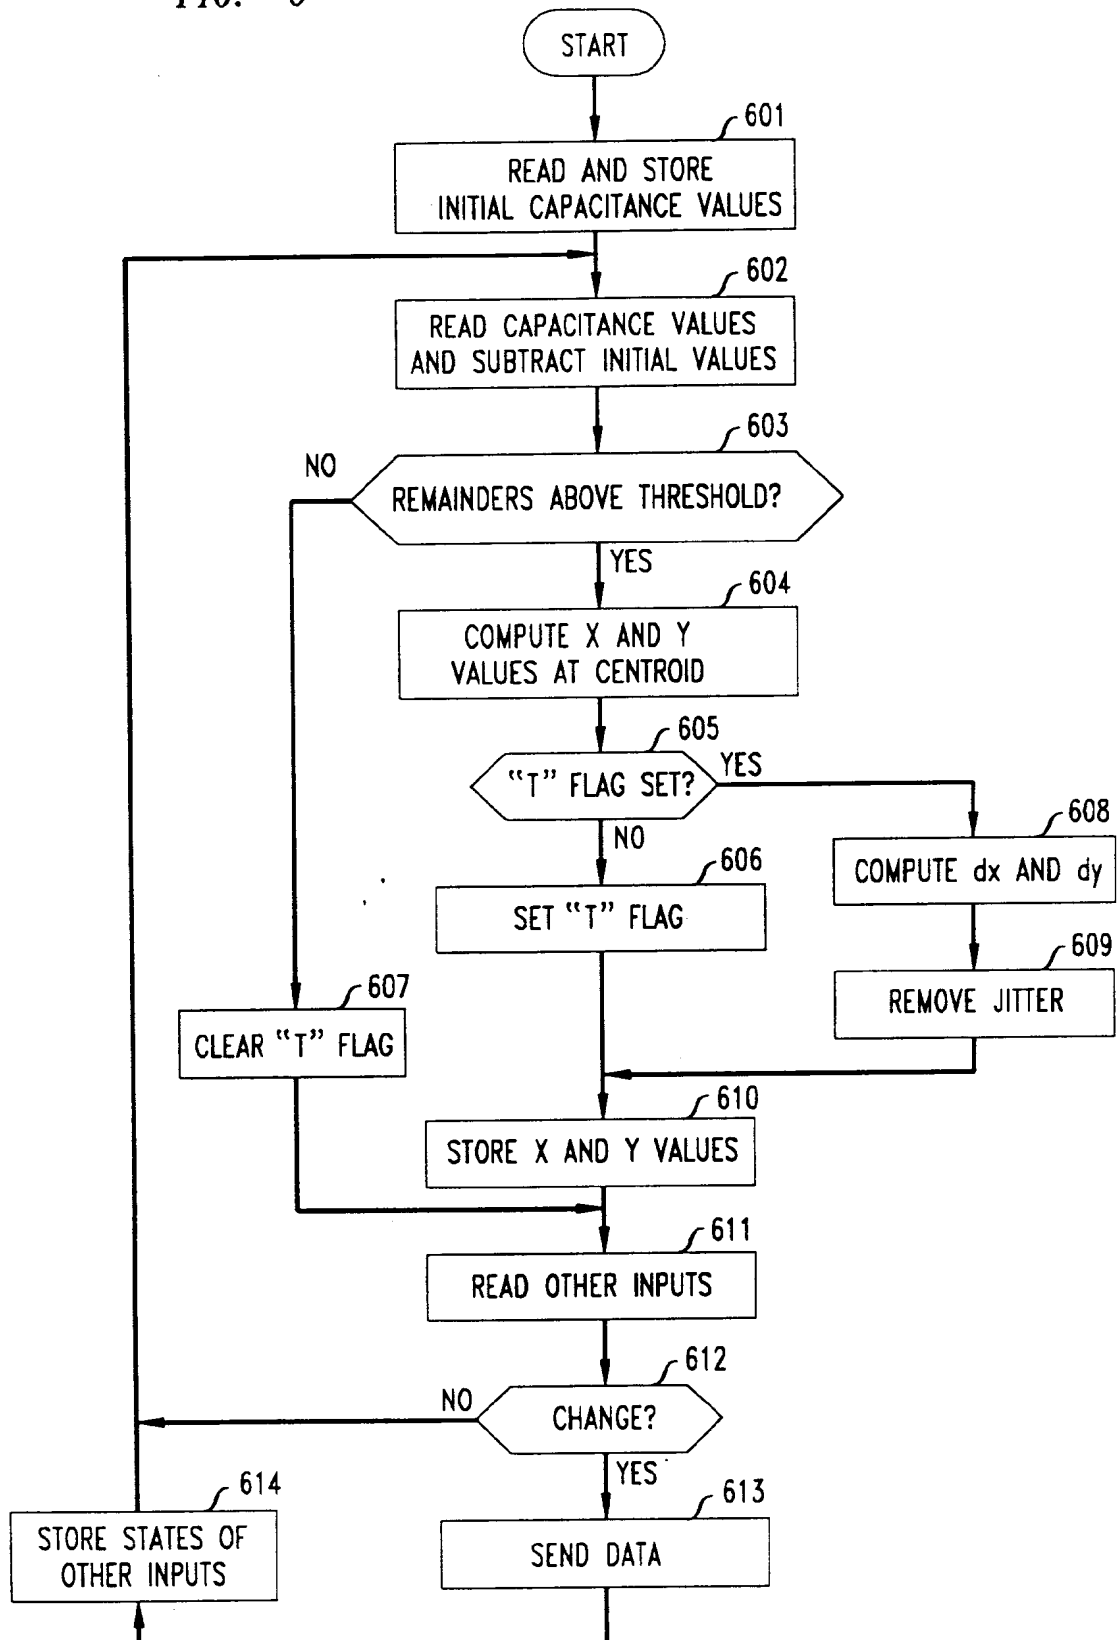 START
601
READ AND STORE
INITIAL CAPACITANCE VALUES
602
READ CAPACITANCE VALUES
AND SUBTRACT INITIAL VALUES
603
NO
REMAINDERS ABOVE THRESHOLD?
YES
604
COMPUTE X AND Y
VALUES AT CENTROID
605
"T" FLAG SET?
YES
NO
608
COMPUTE dx AND dy
606
SET "T" FLAG
609
REMOVE JITTER
607
CLEAR "T" FLAG
610
STORE X AND Y VALUES
611
READ OTHER INPUTS
612
NO
CHANGE?
YES
614
STORE STATES OF
OTHER INPUTS
613
SEND DATA